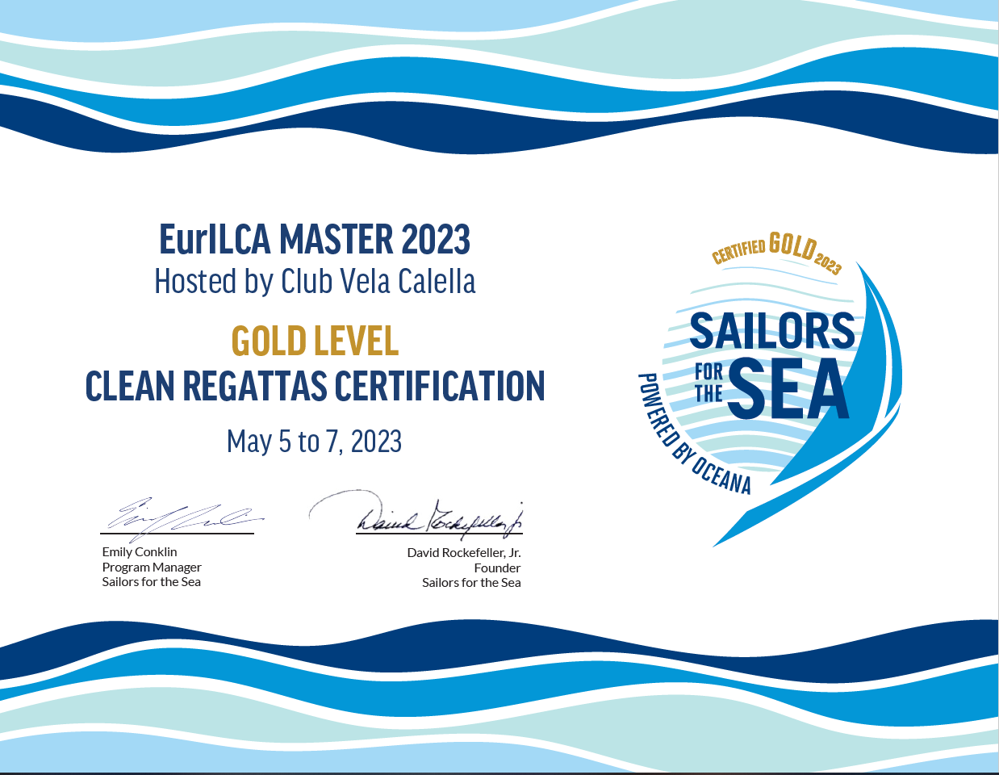 EurILCA MASTER 2023
Hosted by Club Vela Calella
GOLD LEVEL
CLEAN REGATTAS CERTIFICATION
May 5 to 7, 2023
Emily Conklin
Program Manager
Sailors for the Sea
David Rockefeller, Jr.
Founder
Sailors for the Sea
CERTIFIED GOLD 2023
SAILORS
FOR THE SEA
POWERED BY OCEANA